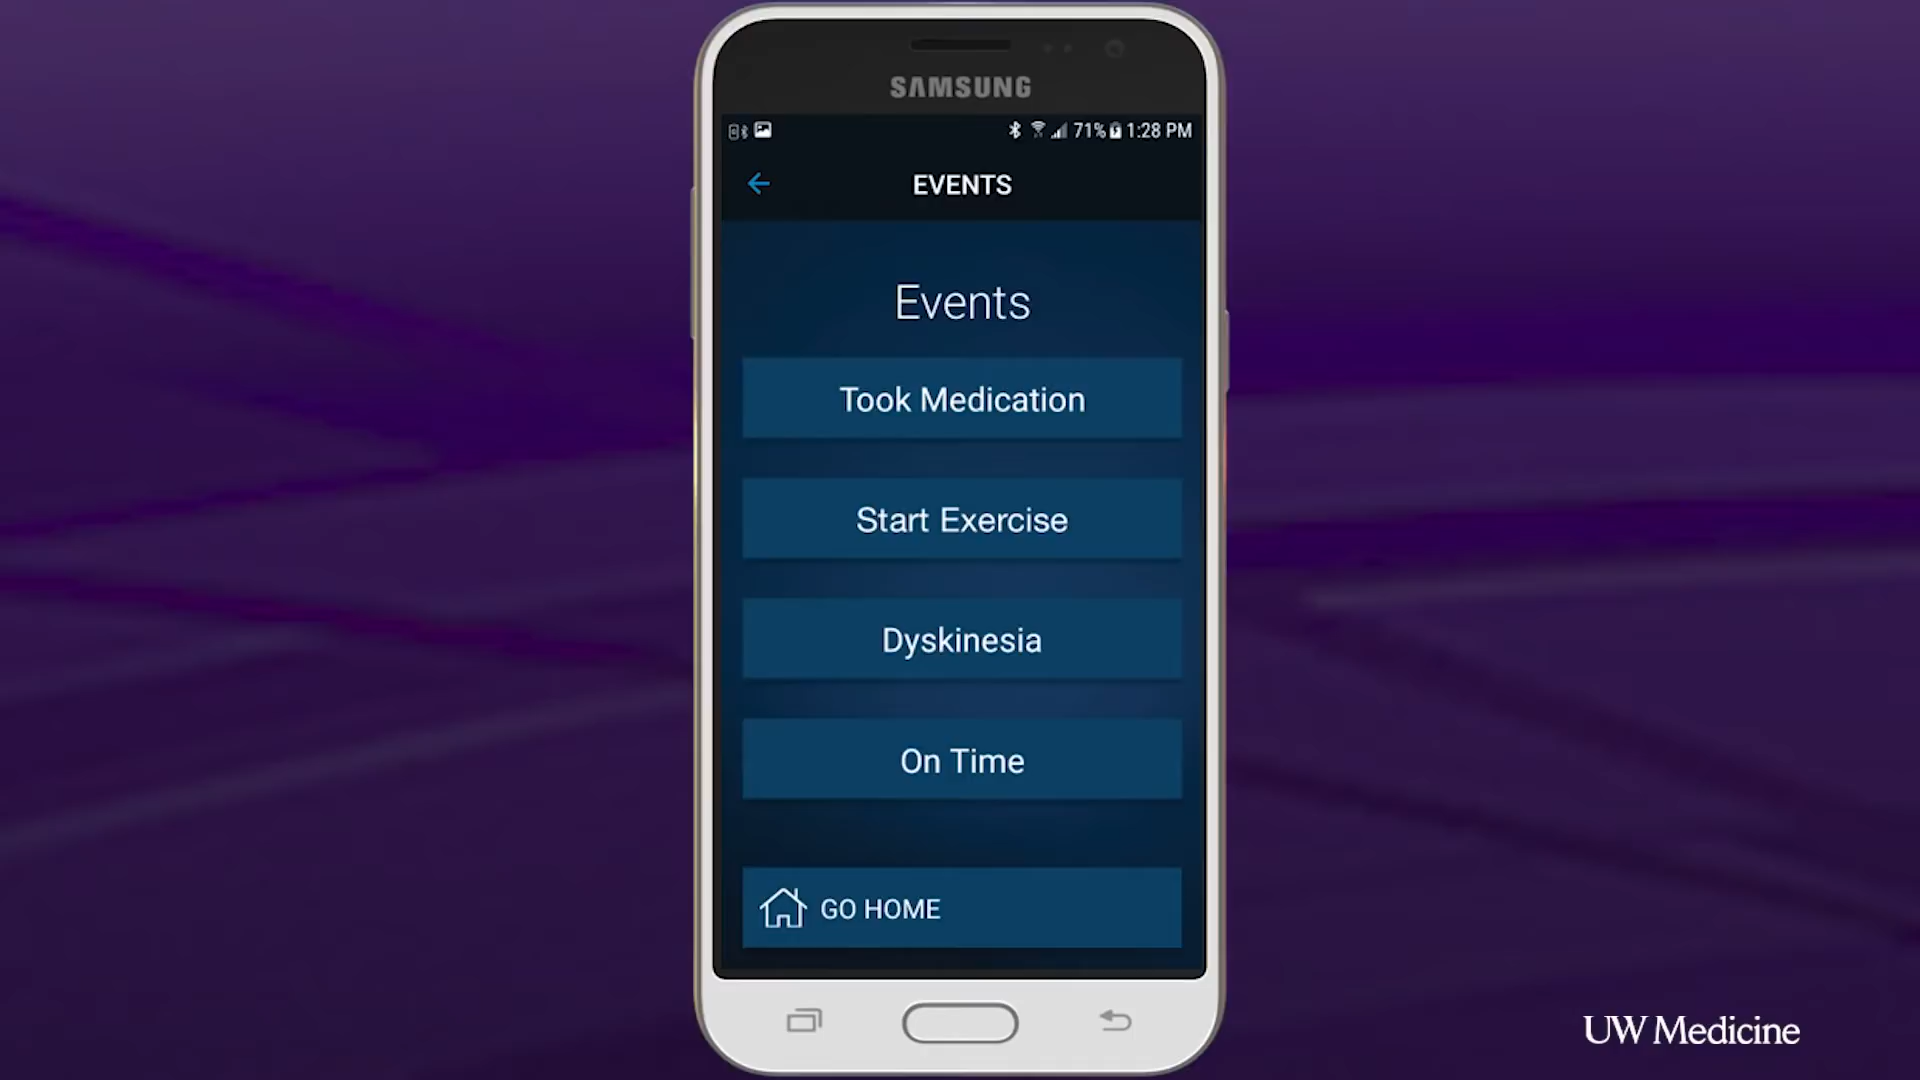 SAMSUNG
71% 1:28 PM
EVENTS
Events
Took Medication
Start Exercise
Dyskinesia
On Time
GO HOME
UW Medicine